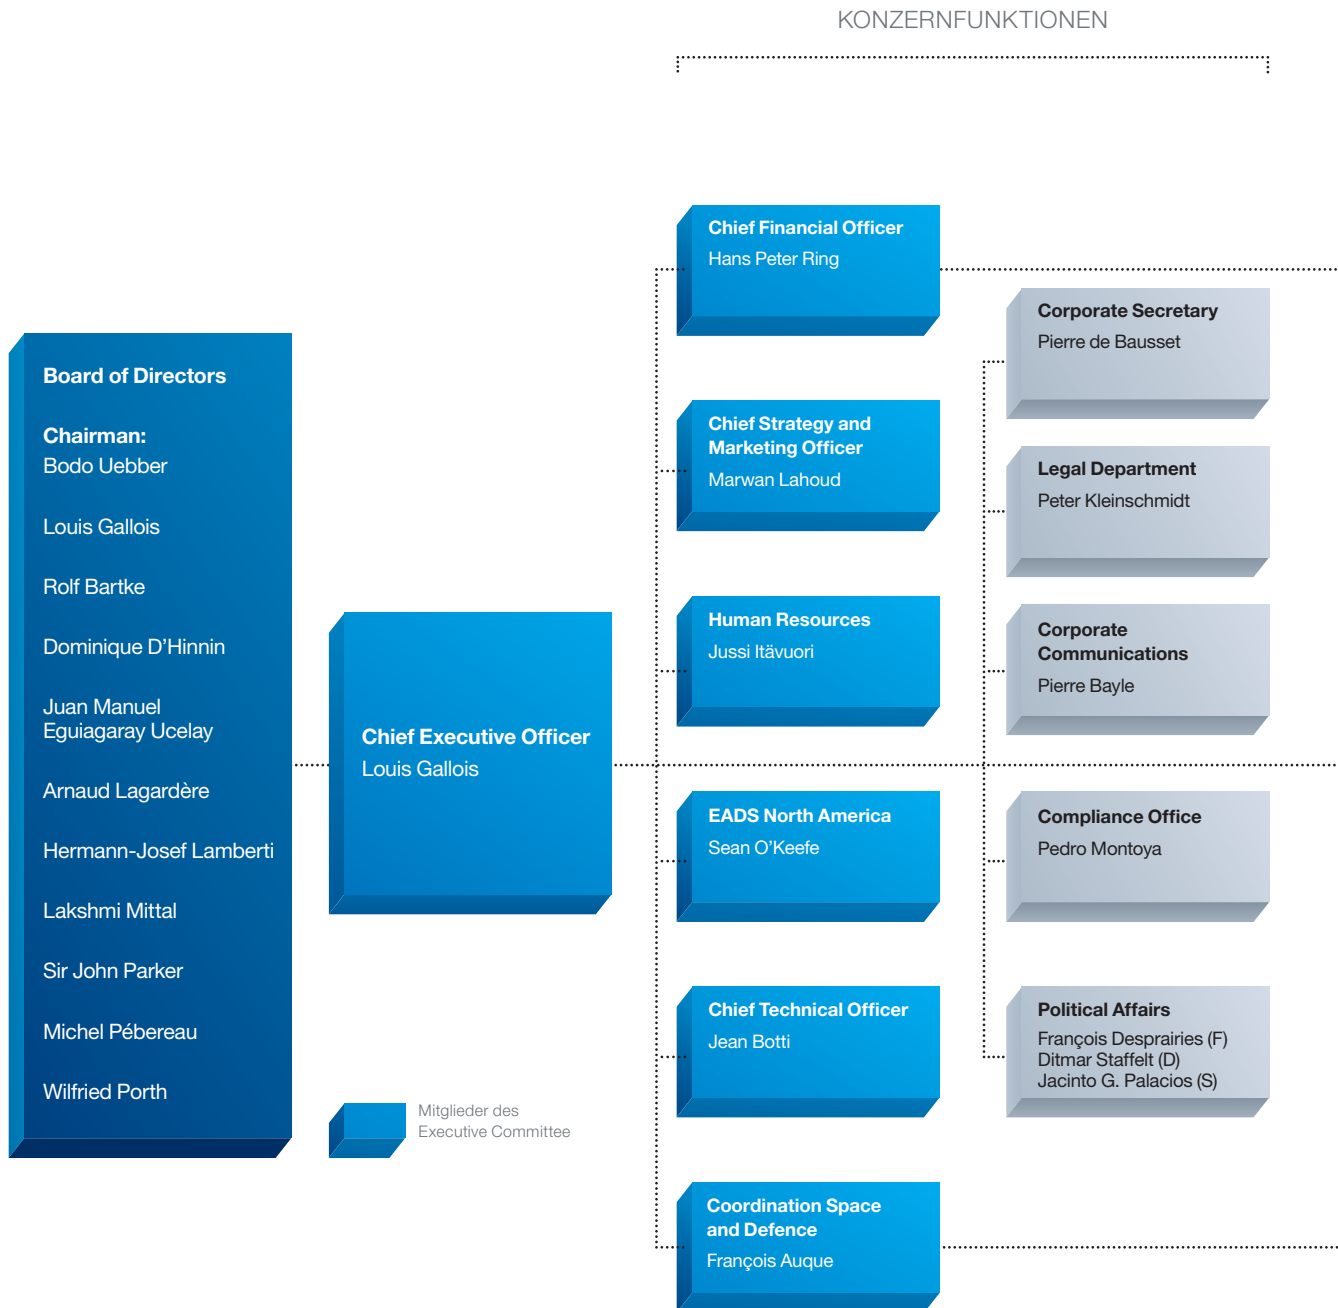 KONZERNFUNKTIONEN
Board of Directors
Chairman:
Bodo Uebber
Louis Gallois
Rolf Bartke
Dominique D’Hinnin
Juan Manuel
Eguiagaray Ucelay
Arnaud Lagardère
Hermann-Josef Lamberti
Lakshmi Mittal
Sir John Parker
Michel Pébereau
Wilfried Porth
Chief Executive Officer
Louis Gallois
Mitglieder des
Executive Committee
Chief Financial Officer
Hans Peter Ring
Chief Strategy and
Marketing Officer
Marwan Lahoud
Human Resources
Jussi Itävuori
EADS North America
Sean O’Keefe
Chief Technical Officer
Jean Botti
Coordination Space
and Defence
François Auque
Corporate Secretary
Pierre de Bausset
Legal Department
Peter Kleinschmidt
Corporate
Communications
Pierre Bayle
Compliance Office
Pedro Montoya
Political Affairs
François Desprairies (F)
Ditmar Staffelt (D)
Jacinto G. Palacios (S)